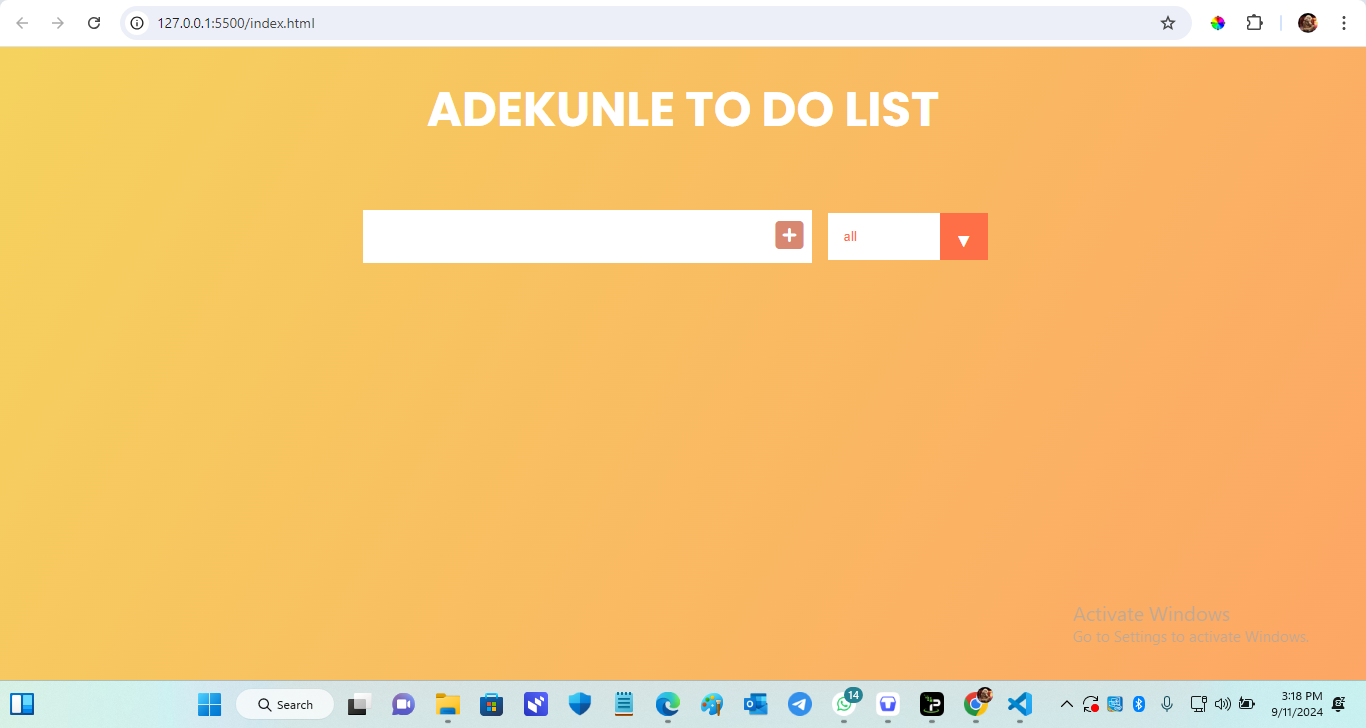 127.0.0.1:5500/index.html
ADEKUNLE TO DO LIST
all
Activate Windows
Go to Settings to activate Windows.
Search
14
3:18 PM
9/11/2024